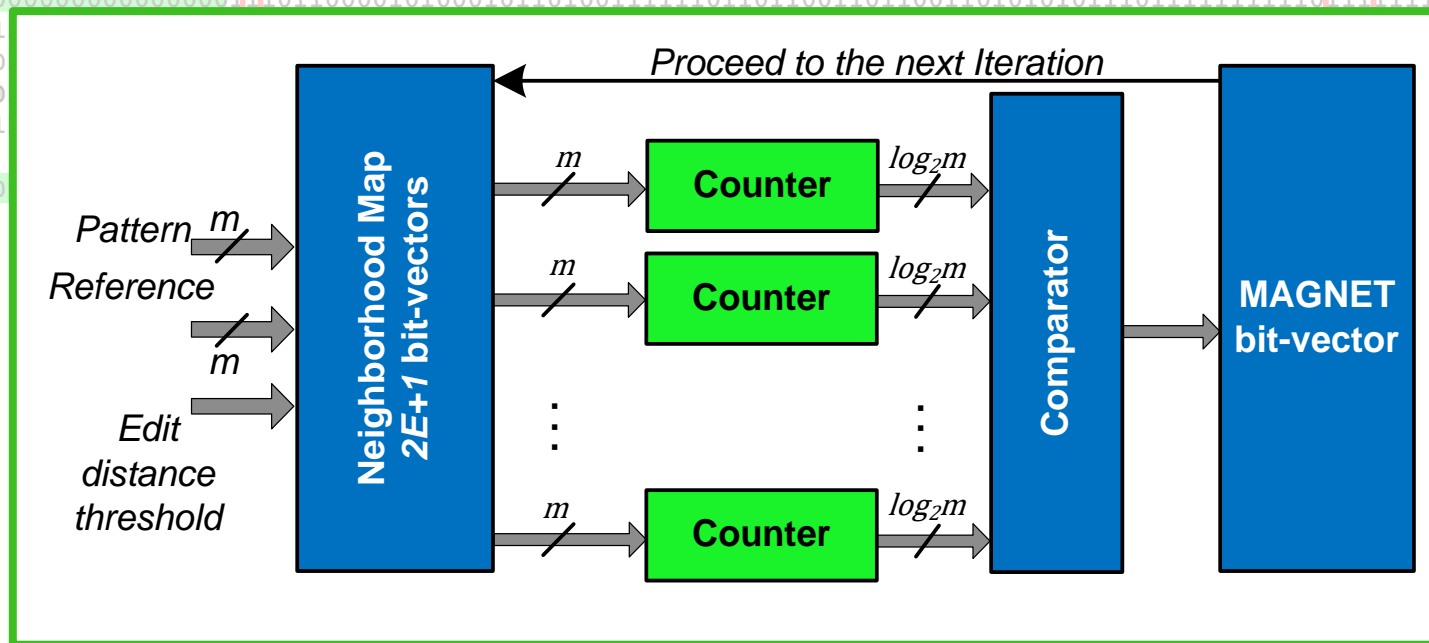 Proceed to the next Iteration
Pattern
m
Reference
m
Edit
distance
threshold
Neighborhood Map
2E+1 bit-vectors
m
Counter
log₂m
m
Counter
log₂m
⋮
⋮
m
Counter
log₂m
Comparator
MAGNET
bit-vector